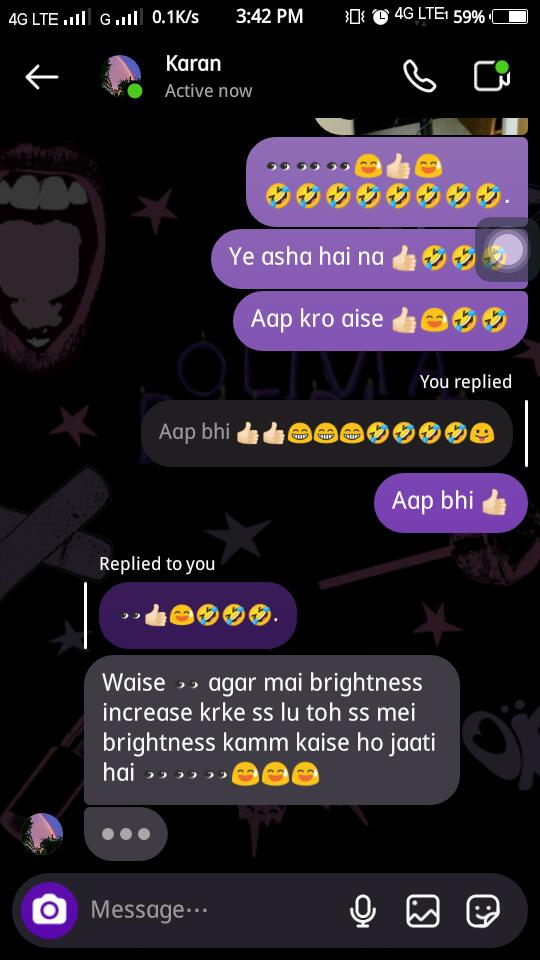 4G LTE G 0.1K/s 3:42 PM 4G LTE 59%
Karan
Active now
👀👀👀😅👍🏻😅
🤣🤣🤣🤣🤣🤣🤣🤣.
Ye asha hai na 👍🏻🤣🤣🤣
Aap kro aise 👍🏻😅🤣🤣
OLIVIA
You replied
Aap bhi 👍🏻👍🏻😁😁😁🤣🤣🤣🤣😛
Aap bhi 👍🏻
Replied to you
👀👍🏻😅🤣🤣🤣.
Waise 👀 agar mai brightness
increase krke ss lu toh ss mei
brightness kamm kaise ho jaati
hai 👀👀👀😅😅😅
Message...